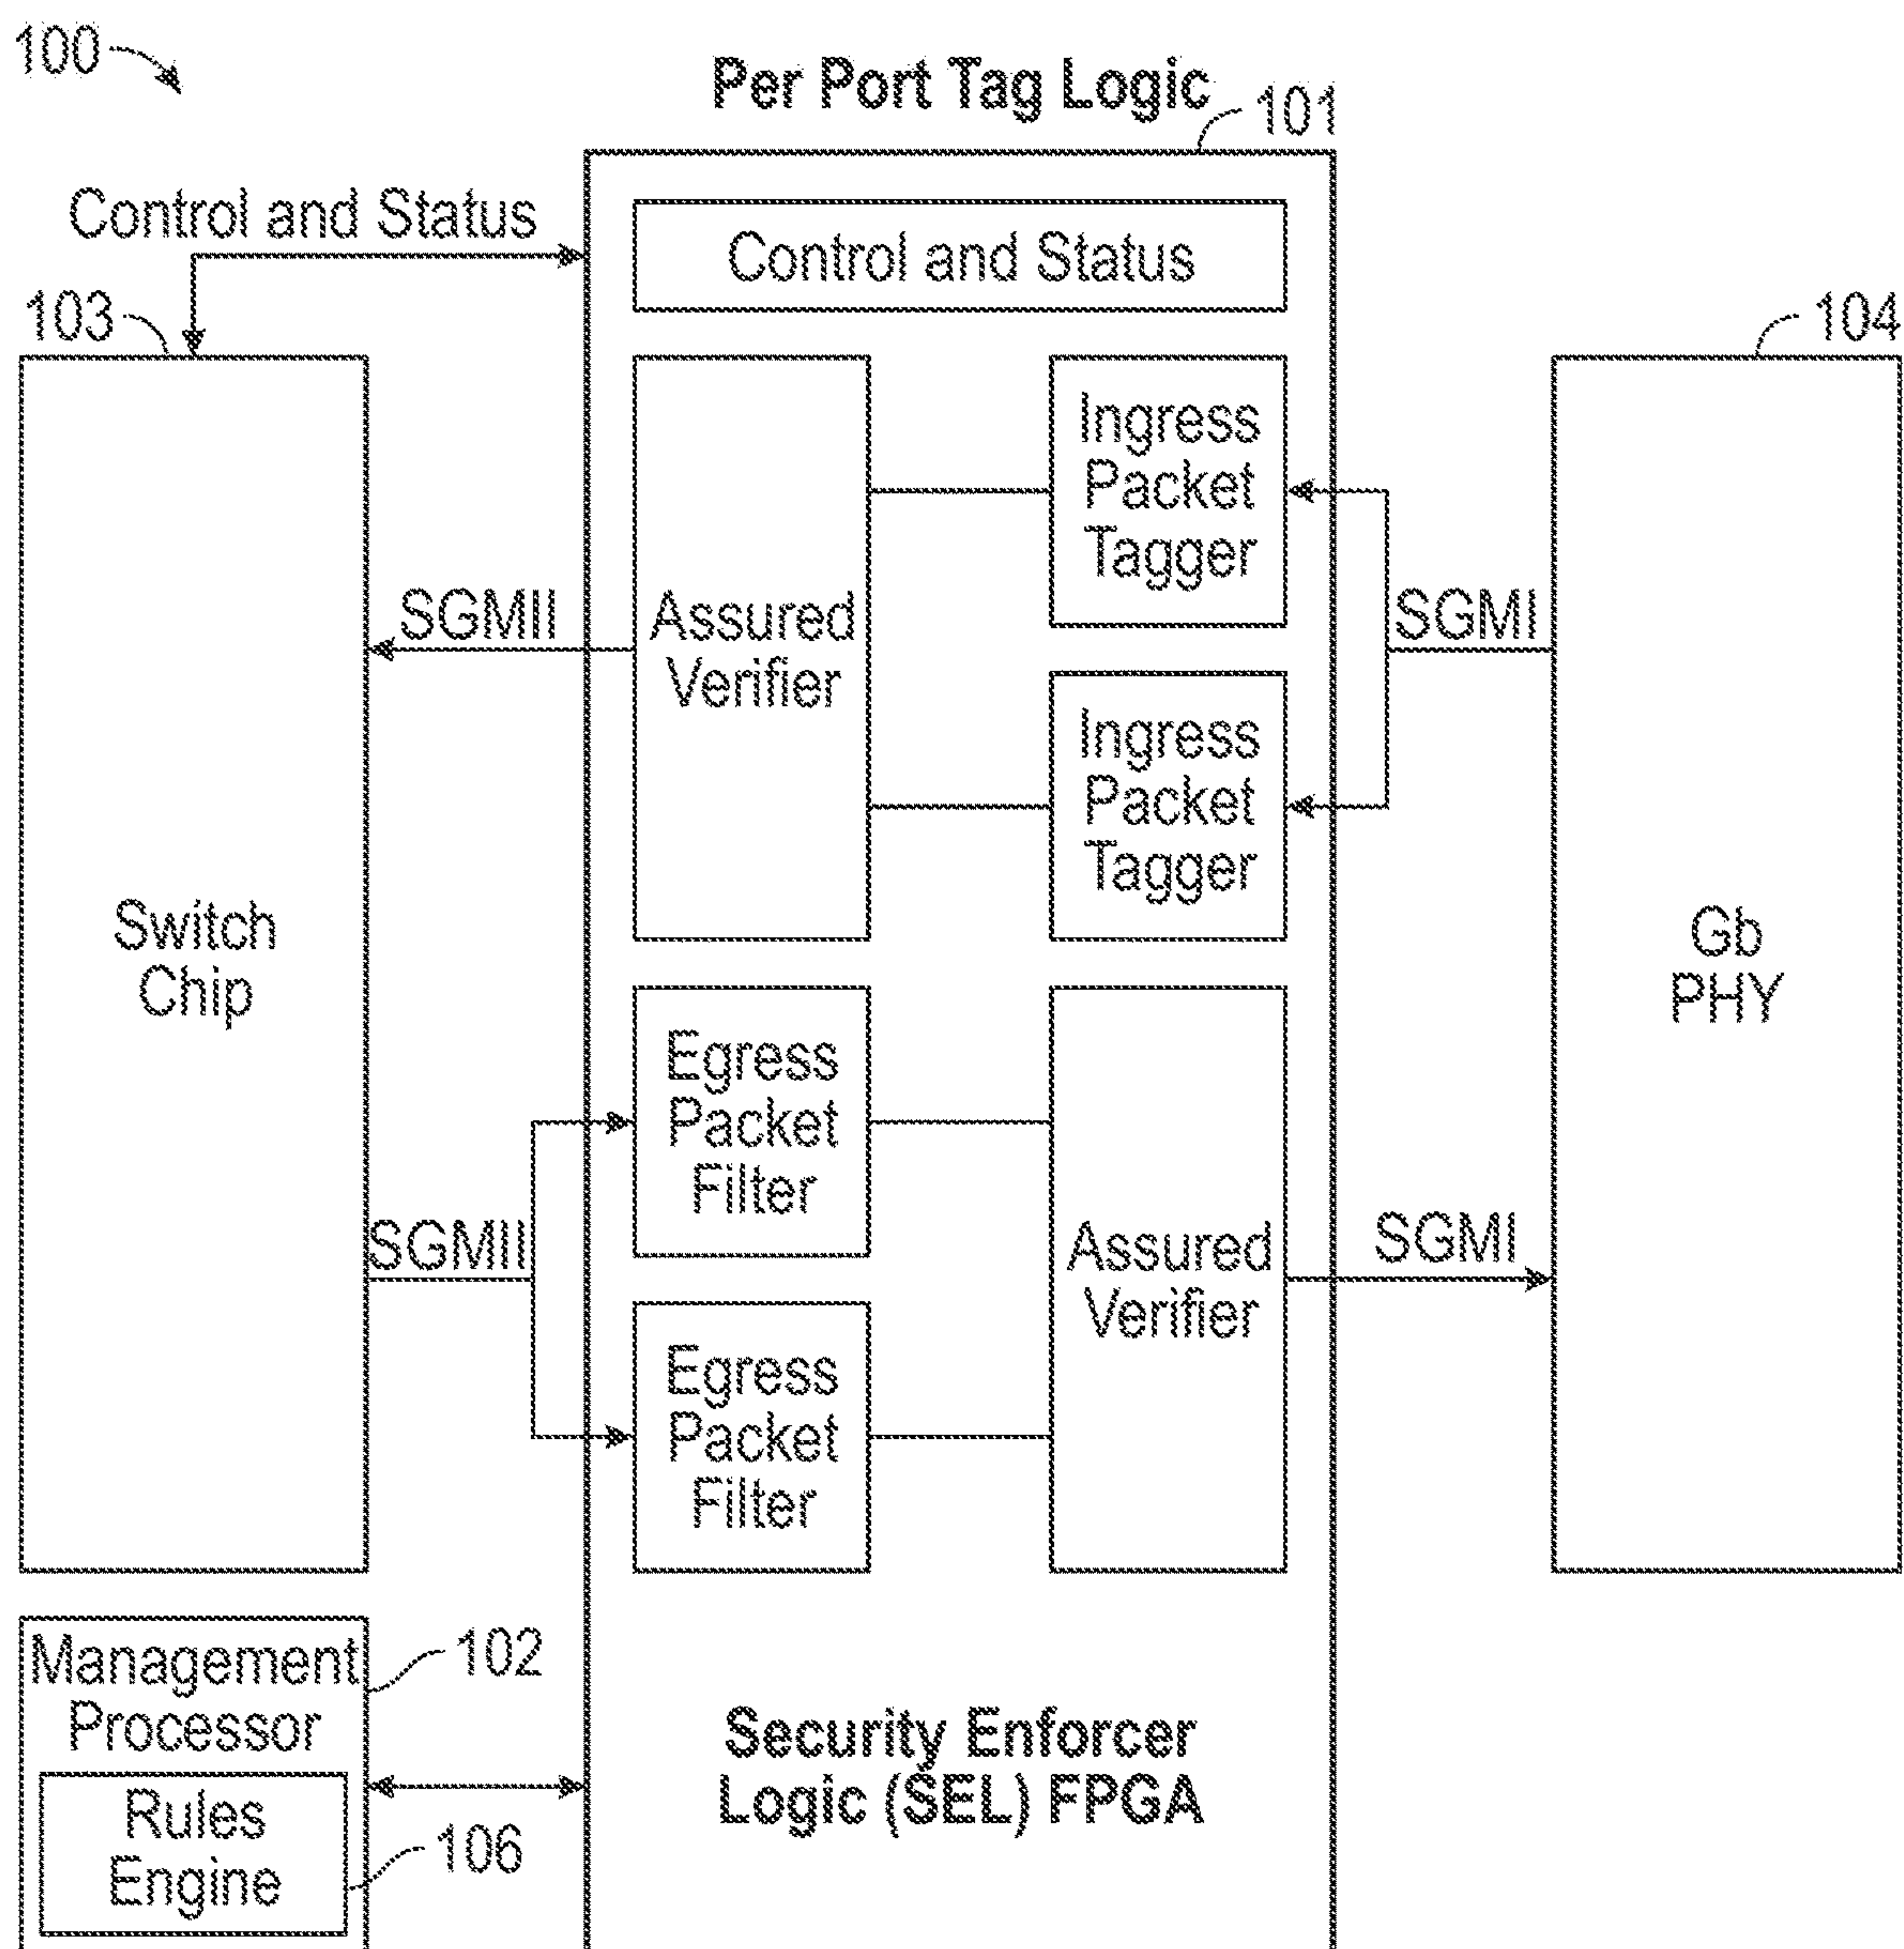 100
Per Port Tag Logic
101
Control and Status
Control and Status
103
104
Ingress
Packet
Tagger
SGMII
Assured
Verifier
SGMI
Ingress
Packet
Tagger
Switch
Chip
Gb
PHY
Egress
Packet
Filter
SGMII
Assured
Verifier
SGMI
Egress
Packet
Filter
Management
Processor
102
Rules
Engine
106
Security Enforcer
Logic (SEL) FPGA